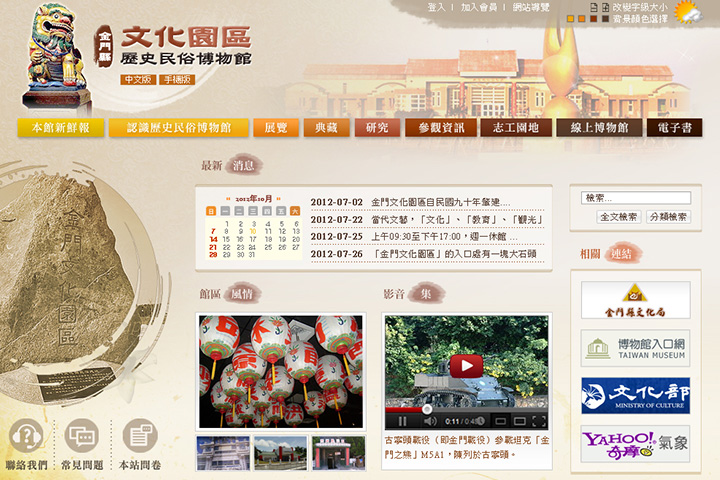 登入 | 加入會員 | 網站導覽
改變字級大小
背景顏色選擇
金門縣
文化園區
歷史民俗博物館
中文版 手機版
本館新鮮報 認識歷史民俗博物館 展覽 典藏 研究 參觀資訊 志工園地 線上博物館 電子書
最新 消息
2012年10月
日 一 二 三 四 五 六
1 2 3 4 5 6
7 8 9 10 11 12 13
14 15 16 17 18 19 20
21 22 23 24 25 26 27
28 29 30 31
2012-07-02 金門文化園區自民國九十年肇建....
2012-07-22 當代文藝，「文化」、「教育」、「觀光」
2012-07-25 上午09:30至下午17:00，週一休館 ...
2012-07-26 「金門文化園區」的入口處有一塊大石頭
檢索...
全文檢索 分類檢索
相關 連結
金門縣文化局
博物館入口網
TAIWAN MUSEUM
文化部
MINISTRY OF CULTURE
YAHOO!
奇摩 氣象
館區 風情
影音 集
0:11
古寧頭戰役（即金門戰役）參戰坦克「金
門之熊」M5A1，陳列於古寧頭。
金門文化園區
聯絡我們 常見問題 本站問卷